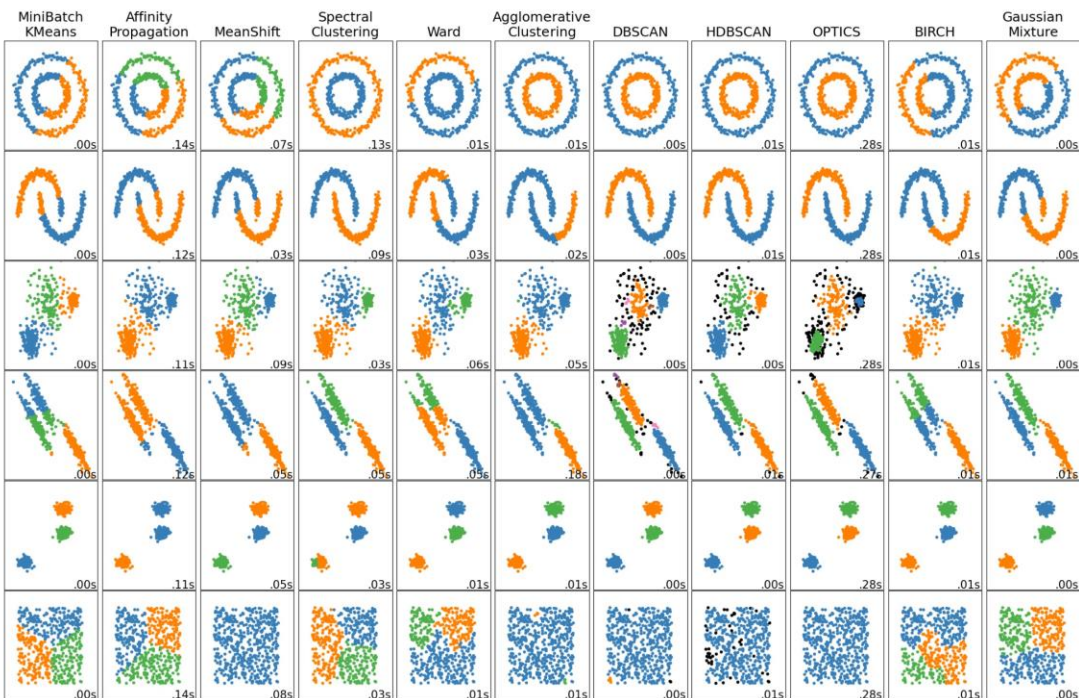 MiniBatch
KMeans
Affinity
Propagation
MeanShift
Spectral
Clustering
Ward
Agglomerative
Clustering
DBSCAN
HDBSCAN
OPTICS
BIRCH
Gaussian
Mixture
.00s .14s .07s .13s .01s .01s .00s .01s .28s .01s .00s
.00s .12s .03s .09s .03s .02s .00s .01s .28s .01s .00s
.00s .11s .09s .03s .06s .05s .00s .00s .28s .01s .00s
.00s .12s .05s .05s .05s .18s .00s .01s .27s .01s .01s
.00s .11s .05s .03s .01s .01s .00s .00s .28s .01s .00s
.00s .14s .08s .03s .01s .01s .00s .01s .28s .01s .00s